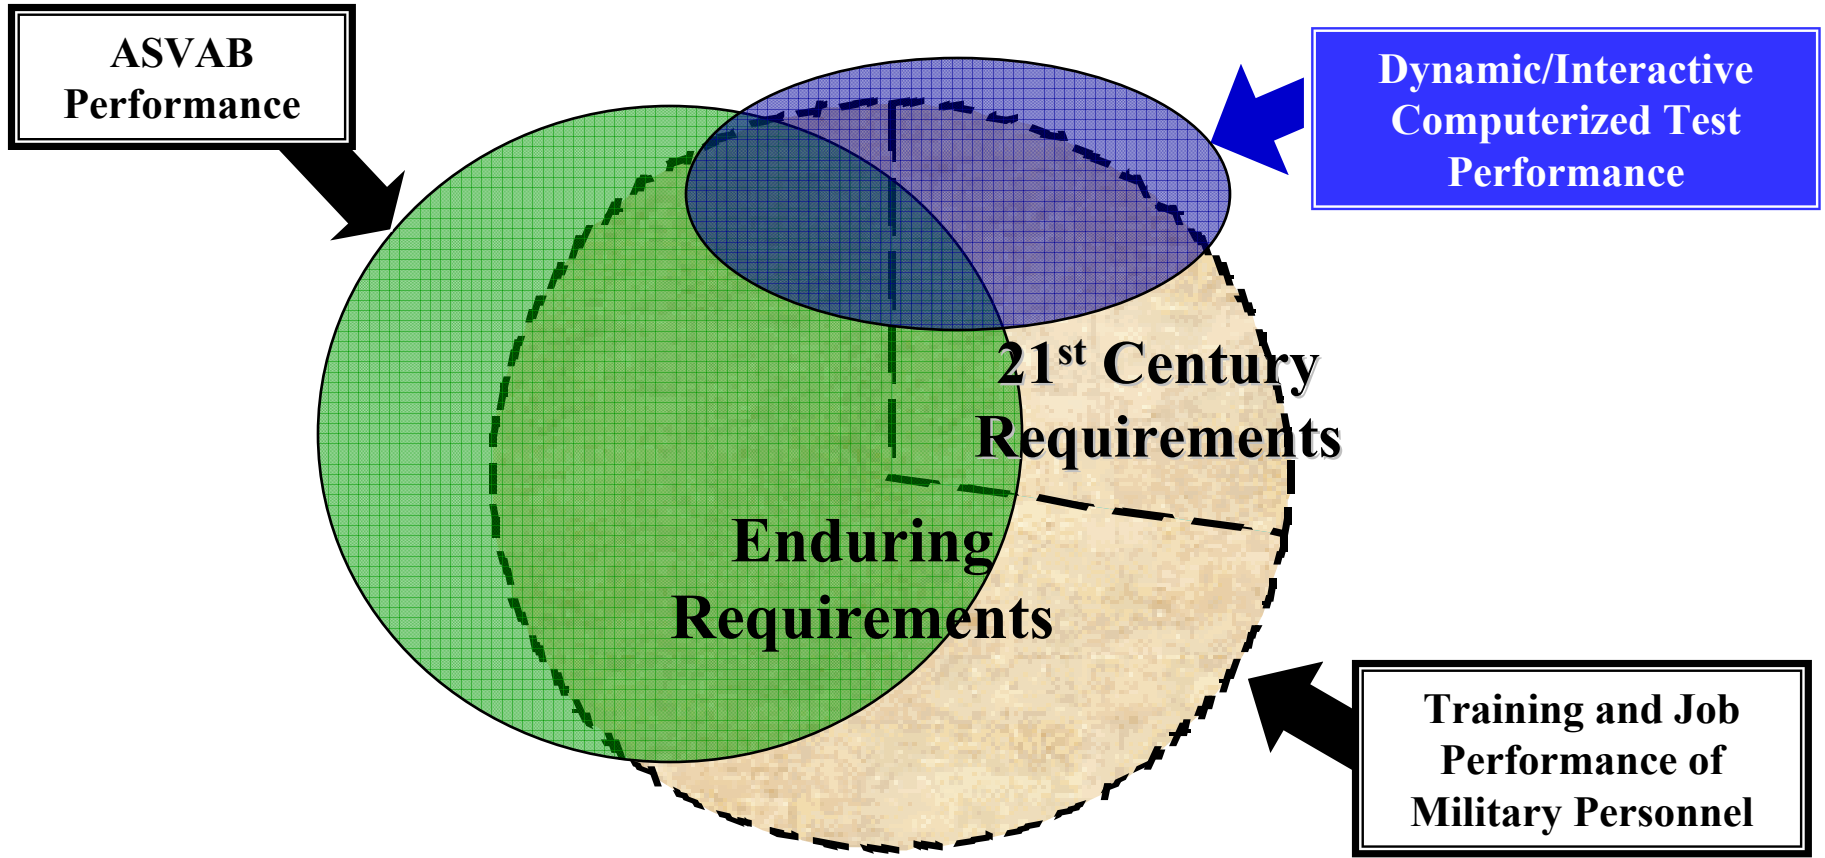 ASVAB
Performance
Dynamic/Interactive
Computerized Test
Performance
21st Century
Requirements
Enduring
Requirements
Training and Job
Performance of
Military Personnel